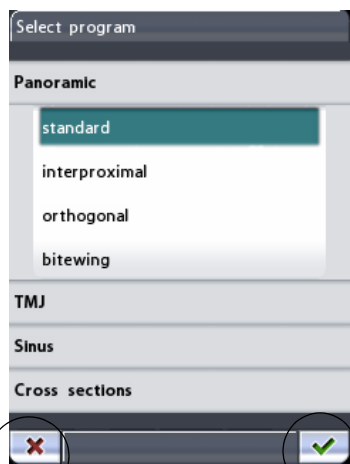 Select program
Panoramic
standard
interproximal
orthogonal
bitewing
TMJ
Sinus
Cross sections